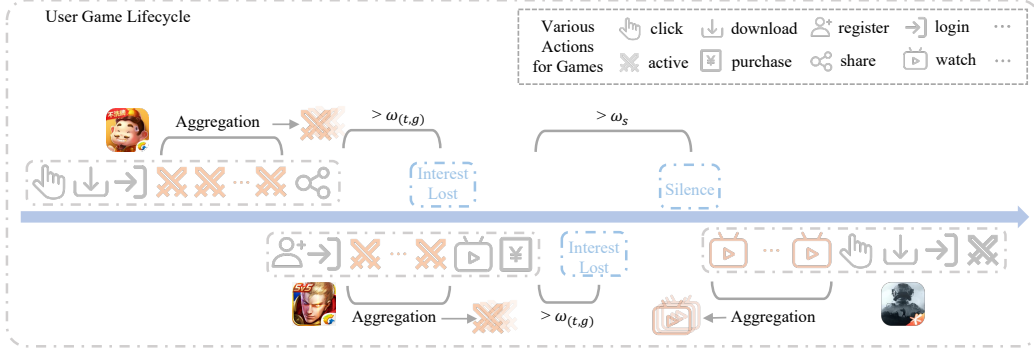 User Game Lifecycle
Various
Actions
for Games
click
download
register
login
...
active
purchase
share
watch
...
Aggregation
> ω(t,g)
> ωs
...
Interest
Lost
Silence
...
¥
Interest
Lost
...
5v5
Aggregation
> ω(t,g)
Aggregation